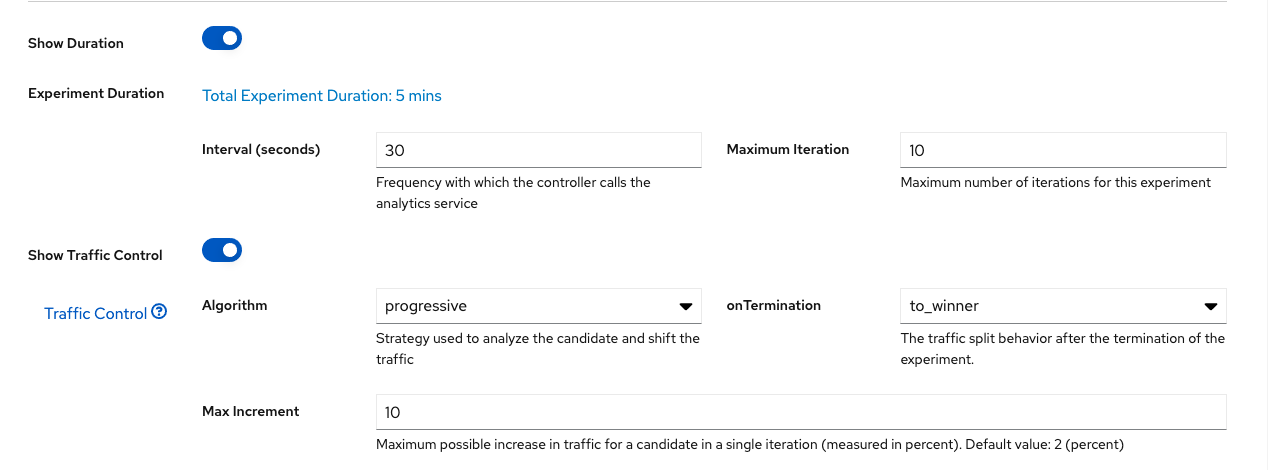 Show Duration
Experiment Duration
Total Experiment Duration: 5 mins
Interval (seconds)
30
Frequency with which the controller calls the
analytics service
Maximum Iteration
10
Maximum number of iterations for this experiment
Show Traffic Control
Traffic Control
Algorithm
progressive
Strategy used to analyze the candidate and shift the
traffic
onTermination
to_winner
The traffic split behavior after the termination of the
experiment.
Max Increment
10
Maximum possible increase in traffic for a candidate in a single iteration (measured in percent). Default value: 2 (percent)